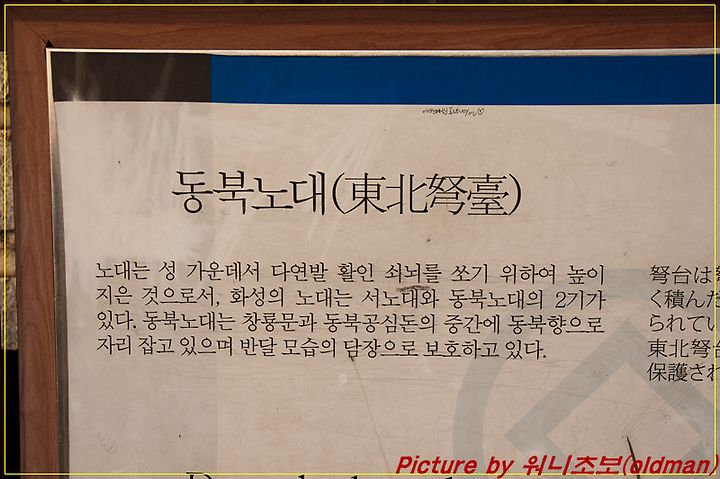 동북노대(東北弩臺)
노대는 성 가운데서 다연발 활인 쇠뇌를 쏘기 위하여 높이
지은 것으로서, 화성의 노대는 서노대와 동북노대의 2기가
있다. 동북노대는 창룡문과 동북공심돈의 중간에 동북향으로
자리 잡고 있으며 반달 모습의 담장으로 보호하고 있다.
弩台は
く積んだ
られてい
東北弩台
保護され
Picture by 워니초보(oldman)